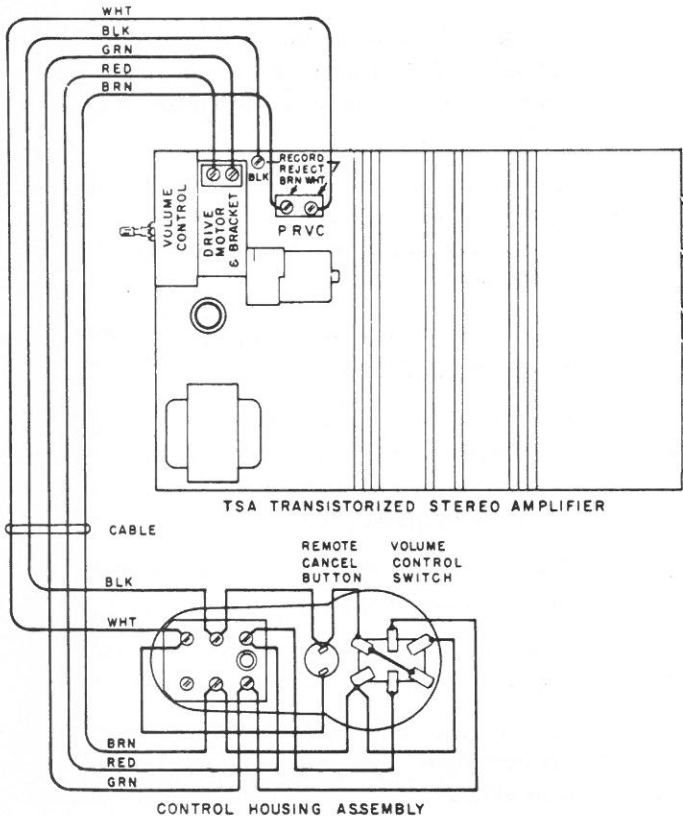 WHT
BLK
GRN
RED
BRN
VOLUME
CONTROL
DRIVE
MOTOR
& BRACKET
BLK
RECORD
REJECT
BRN WHT
PRVC
TSA TRANSISTORIZED STEREO AMPLIFIER
CABLE
REMOTE
CANCEL
BUTTON
VOLUME
CONTROL
SWITCH
BLK
WHT
BRN
RED
GRN
CONTROL HOUSING ASSEMBLY